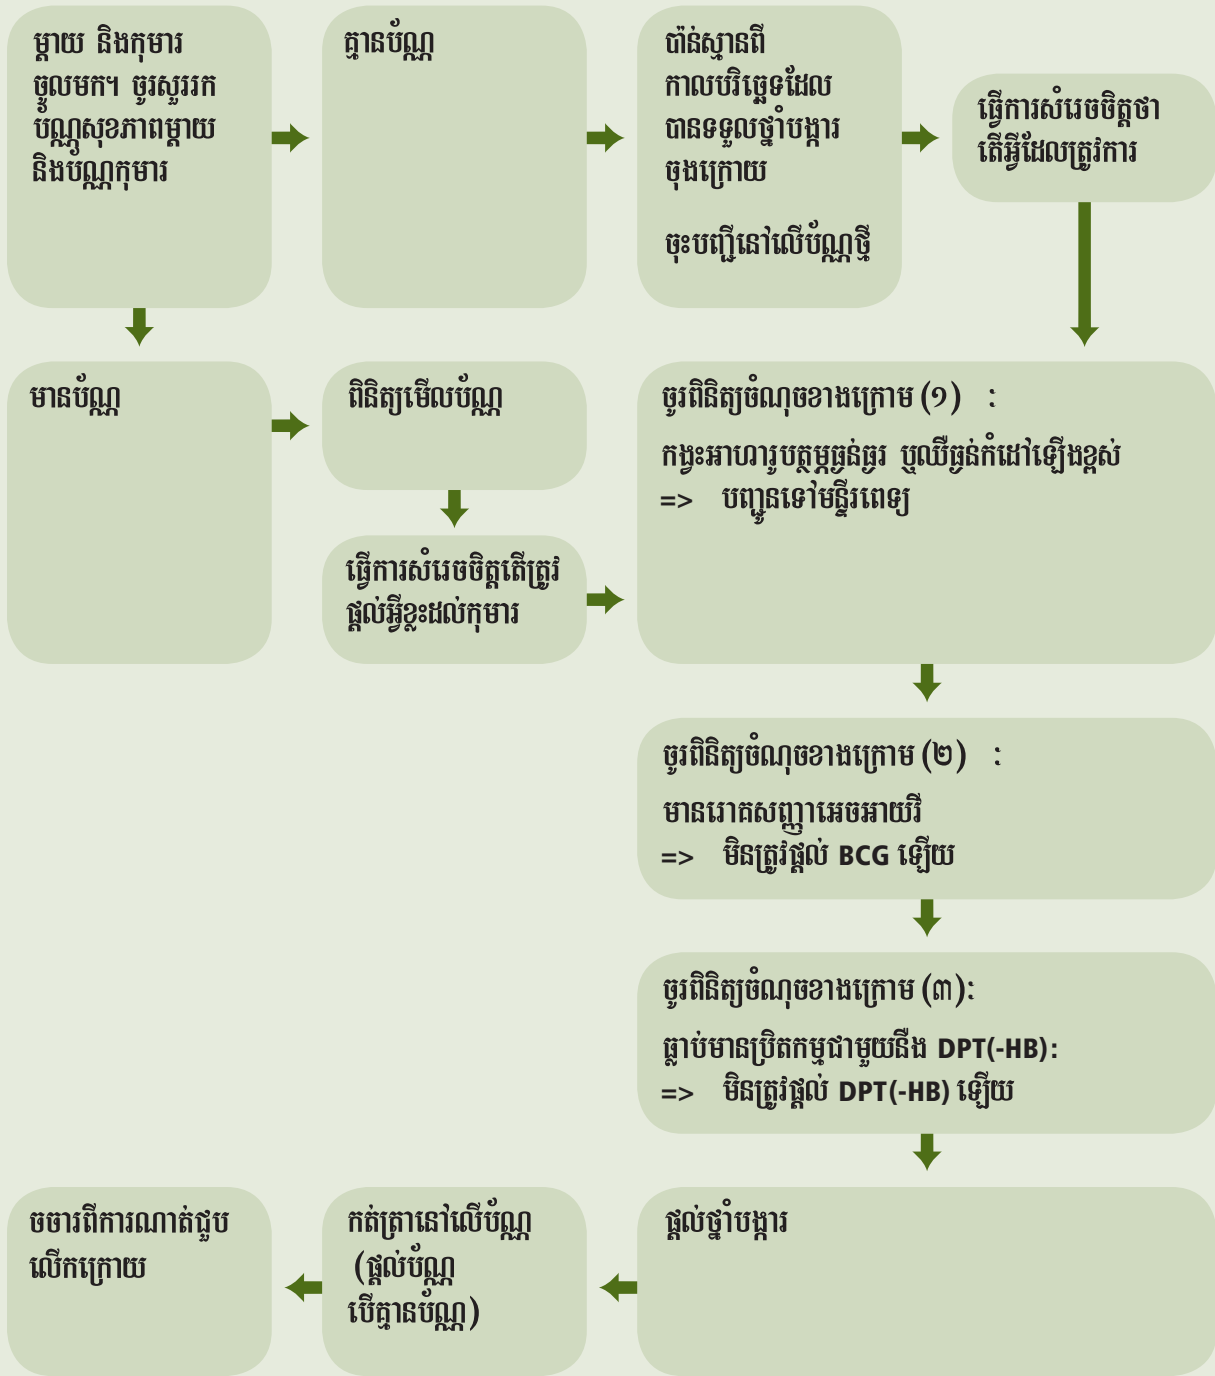 ម្តាយ និងកុមារ
ចូលមក។ ចូរសួររក
ប័ណ្ណសុខភាពម្តាយ
និងប័ណ្ណកុមារ
គ្មានប័ណ្ណ
ប៉ាន់ស្មានពី
កាលបរិច្ឆេទដែល
បានទទួលថ្នាំបង្ការ
ចុងក្រោយ
ចុះបញ្ជីនៅលើប័ណ្ណថ្មី
ធ្វើការសំរេចចិត្តថា
តើអ្វីដែលត្រូវការ
មានប័ណ្ណ
ពិនិត្យមើលប័ណ្ណ
ធ្វើការសំរេចចិត្តតើត្រូវ
ផ្តល់អ្វីខ្លះដល់កុមារ
ចូរពិនិត្យចំណុចខាងក្រោម (១) :
កង្វះអាហារូបត្ថម្ភធ្ងន់ធ្ងរ ឬឈឺធ្ងន់កំដៅឡើងខ្ពស់
=> បញ្ជូនទៅមន្ទីរពេទ្យ
ចូរពិនិត្យចំណុចខាងក្រោម (២) :
មានរោគសញ្ញាអេចអាយវី
=> មិនត្រូវផ្តល់ BCG ឡើយ
ចូរពិនិត្យចំណុចខាងក្រោម (៣):
ធ្លាប់មានប្រិតកម្មជាមួយនឹង DPT(-HB):
=> មិនត្រូវផ្តល់ DPT(-HB) ឡើយ
ផ្តល់ថ្នាំបង្ការ
កត់ត្រានៅលើប័ណ្ណ
(ផ្តល់ប័ណ្ណ
បើគ្មានប័ណ្ណ)
ចចារពីការណាត់ជួប
លើកក្រោយ